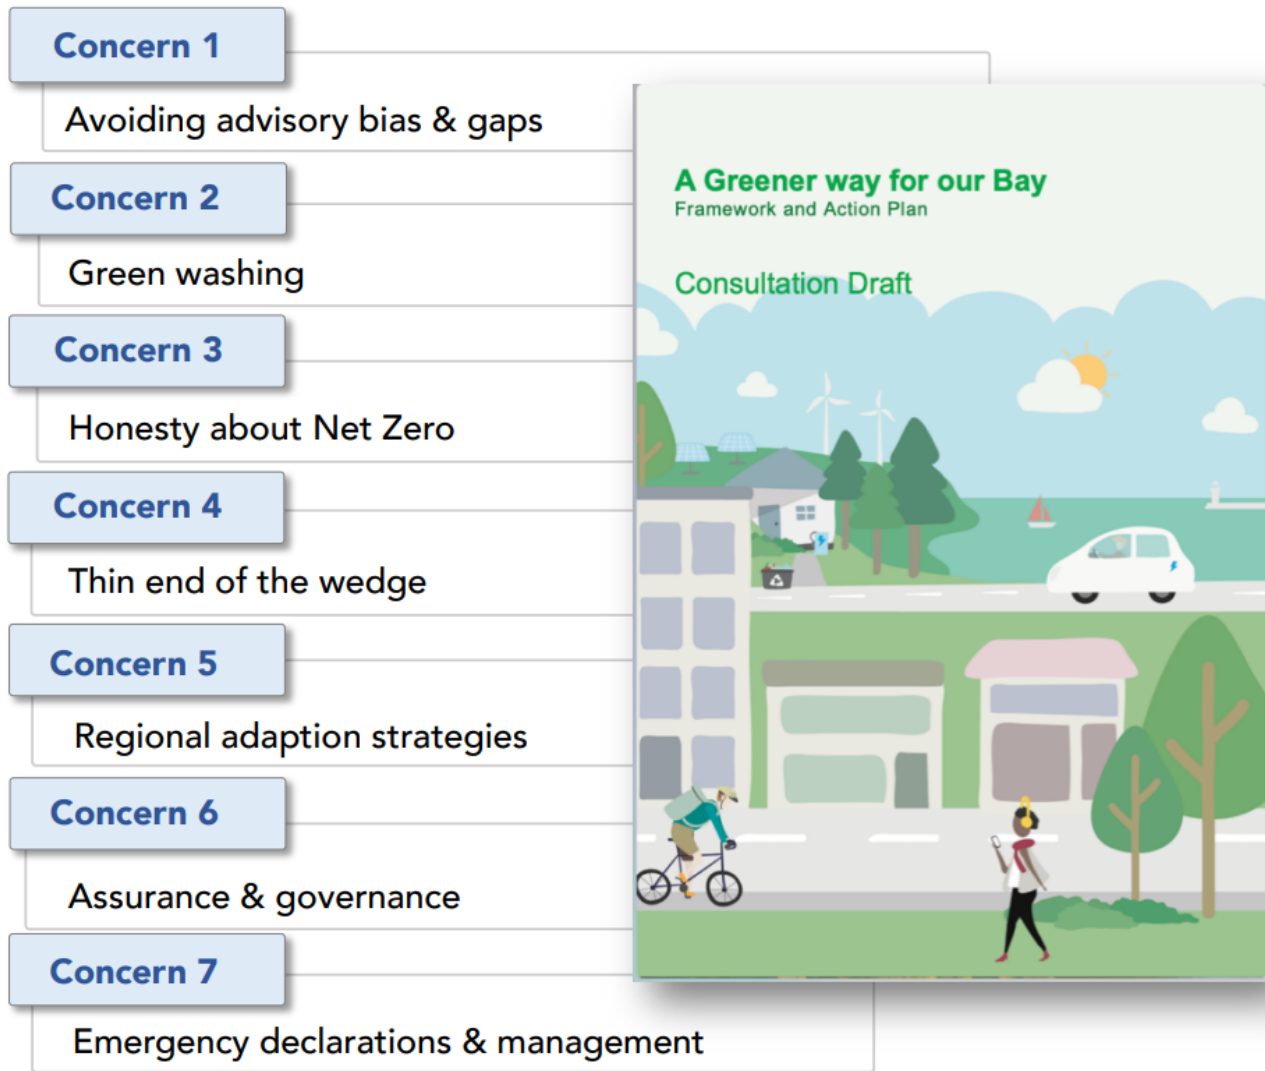 Concern 1
Avoiding advisory bias & gaps
Concern 2
Green washing
Concern 3
Honesty about Net Zero
Concern 4
Thin end of the wedge
Concern 5
Regional adaption strategies
Concern 6
Assurance & governance
Concern 7
Emergency declarations & management
A Greener way for our Bay
Framework and Action Plan
Consultation Draft